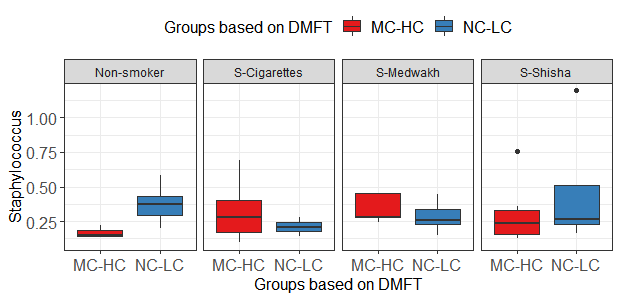 Groups based on DMFT MC-HC NC-LC
Non-smoker S-Cigarettes S-Medwakh S-Shisha
Staphylococcus
1.00
0.75
0.50
0.25
MC-HC NC-LC MC-HC NC-LC MC-HC NC-LC MC-HC NC-LC
Groups based on DMFT